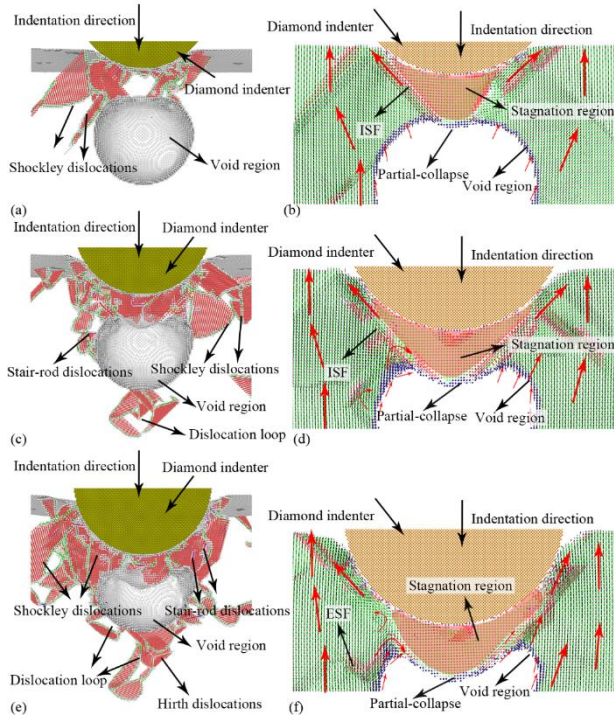 Indentation direction
Diamond indenter
Shockley dislocations
Void region
(a)
Diamond indenter
Indentation direction
ISF
Stagnation region
Partial-collapse
Void region
(b)
Indentation direction
Diamond indenter
Stair-rod dislocations
Shockley dislocations
Void region
Dislocation loop
(c)
Diamond indenter
Indentation direction
Stagnation region
ISF
Partial-collapse
Void region
(d)
Indentation direction
Diamond indenter
Shockley dislocations
Stair-rod dislocations
Void region
Dislocation loop
Hirth dislocations
(e)
Diamond indenter
Indentation direction
Stagnation region
ESF
Void region
Partial-collapse
(f)